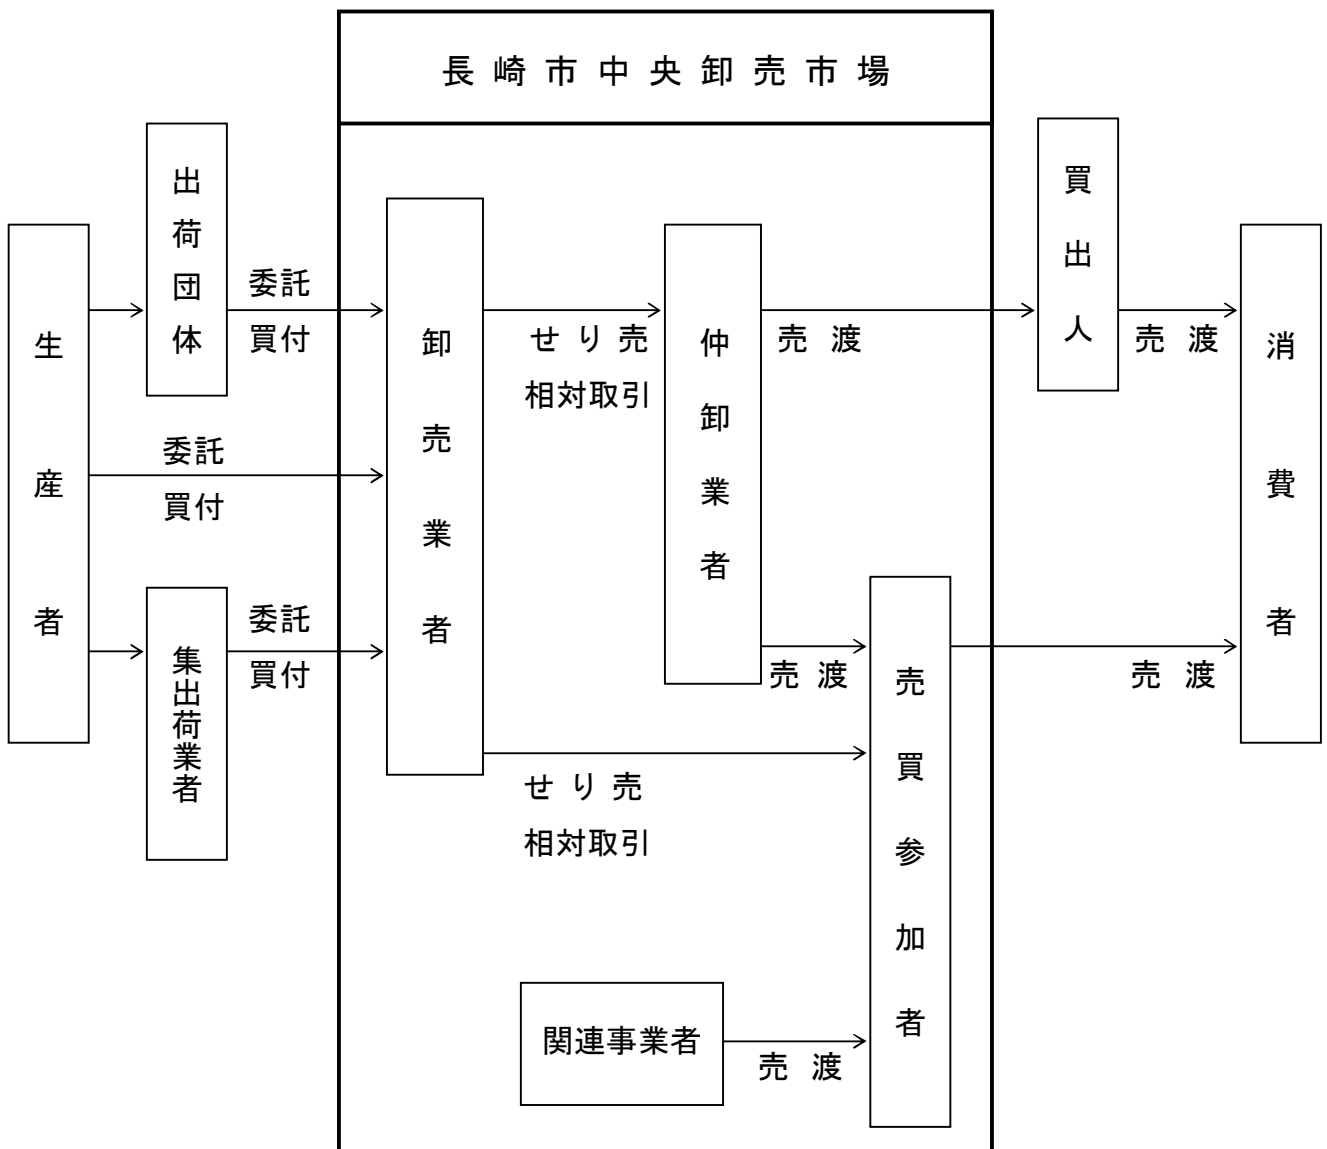 長崎市中央卸売市場
生産者
出荷団体
委託
買付
委託
買付
集出荷業者
委託
買付
卸売業者
せり売
相対取引
仲卸業者
売渡
買出人
売渡
消費者
売渡
売買参加者
売渡
せり売
相対取引
関連事業者
売渡